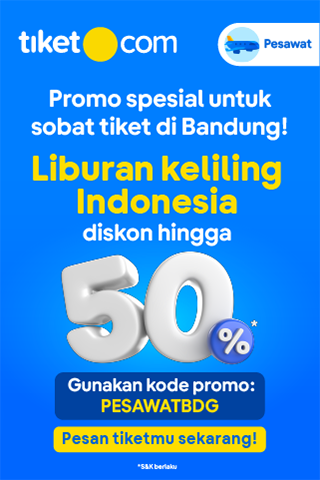 tiket.com
Pesawat
Promo spesial untuk
sobat tiket di Bandung!
Liburan keliling
Indonesia
diskon hingga
50%*
Gunakan kode promo:
PESAWATBDG
Pesan tiketmu sekarang!
*S&K berlaku